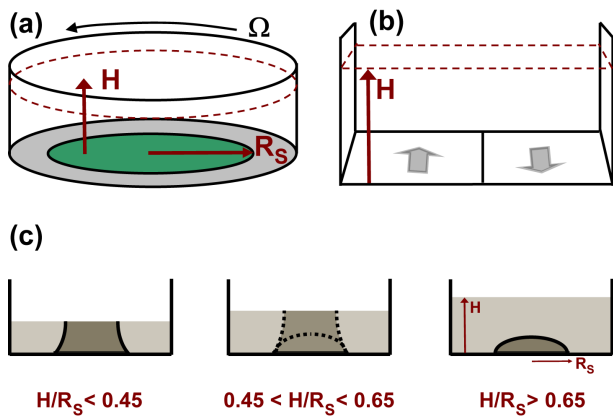 (a)
Ω
H
R_S
(b)
H
(c)
H
R_S
H/R_S < 0.45
0.45 < H/R_S < 0.65
H/R_S > 0.65